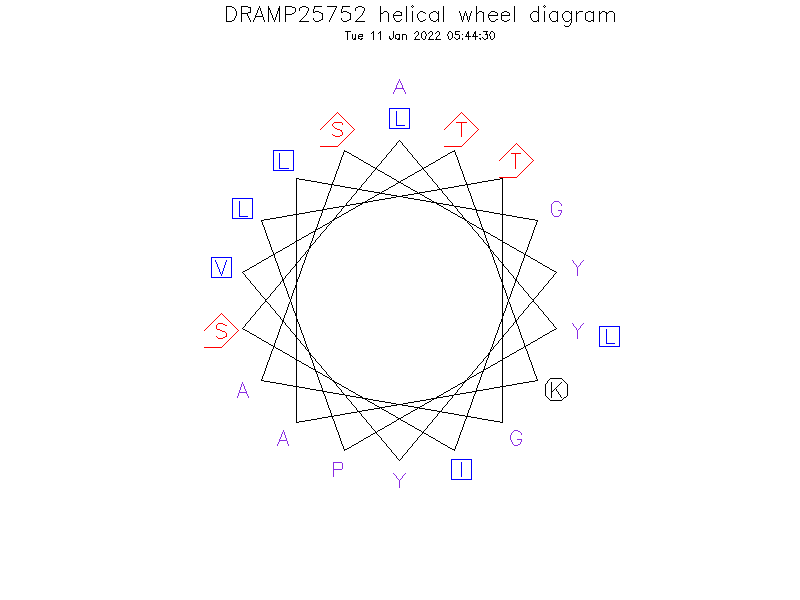 DRAMP25752 helical wheel diagram
Tue 11 Jan 2022 05:44:30
A
S L T
L T
L G
V Y
S Y L
A K
A G
P Y I